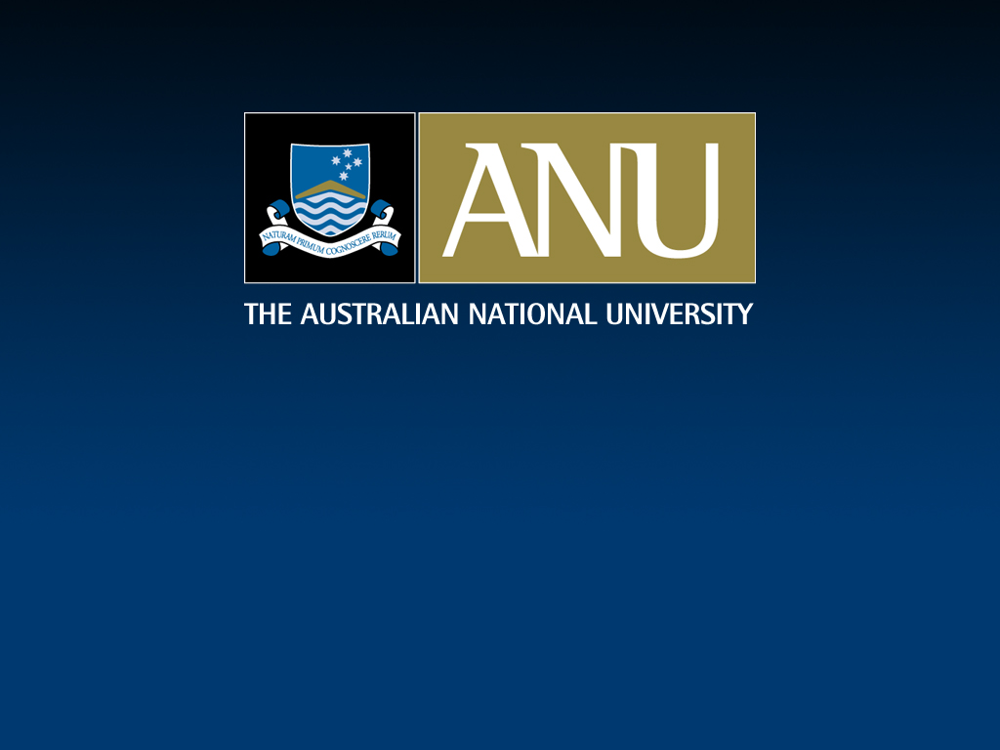 ANU
NATURAM PRIMUM COGNOSCERE RERUM
THE AUSTRALIAN NATIONAL UNIVERSITY